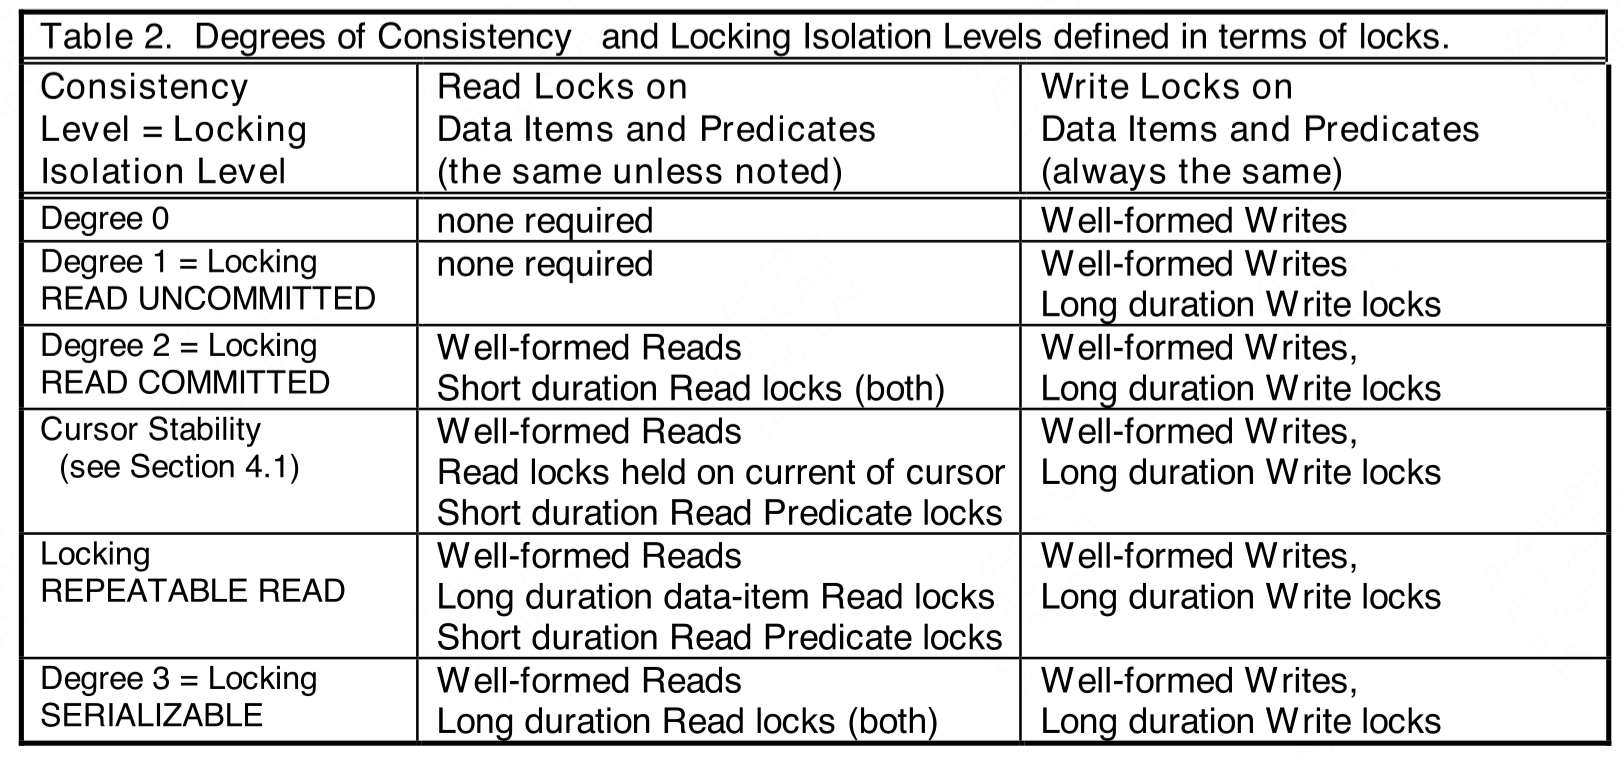 Table 2. Degrees of Consistency and Locking Isolation Levels defined in terms of locks.
Consistency
Level = Locking
Isolation Level
Read Locks on
Data Items and Predicates
(the same unless noted)
Write Locks on
Data Items and Predicates
(always the same)
Degree 0
none required
Well-formed Writes
Degree 1 = Locking
READ UNCOMMITTED
none required
Well-formed Writes
Long duration Write locks
Degree 2 = Locking
READ COMMITTED
Well-formed Reads
Short duration Read locks (both)
Well-formed Writes,
Long duration Write locks
Cursor Stability
(see Section 4.1)
Well-formed Reads
Read locks held on current of cursor
Short duration Read Predicate locks
Well-formed Writes,
Long duration Write locks
Locking
REPEATABLE READ
Well-formed Reads
Long duration data-item Read locks
Short duration Read Predicate locks
Well-formed Writes,
Long duration Write locks
Degree 3 = Locking
SERIALIZABLE
Well-formed Reads
Long duration Read locks (both)
Well-formed Writes,
Long duration Write locks